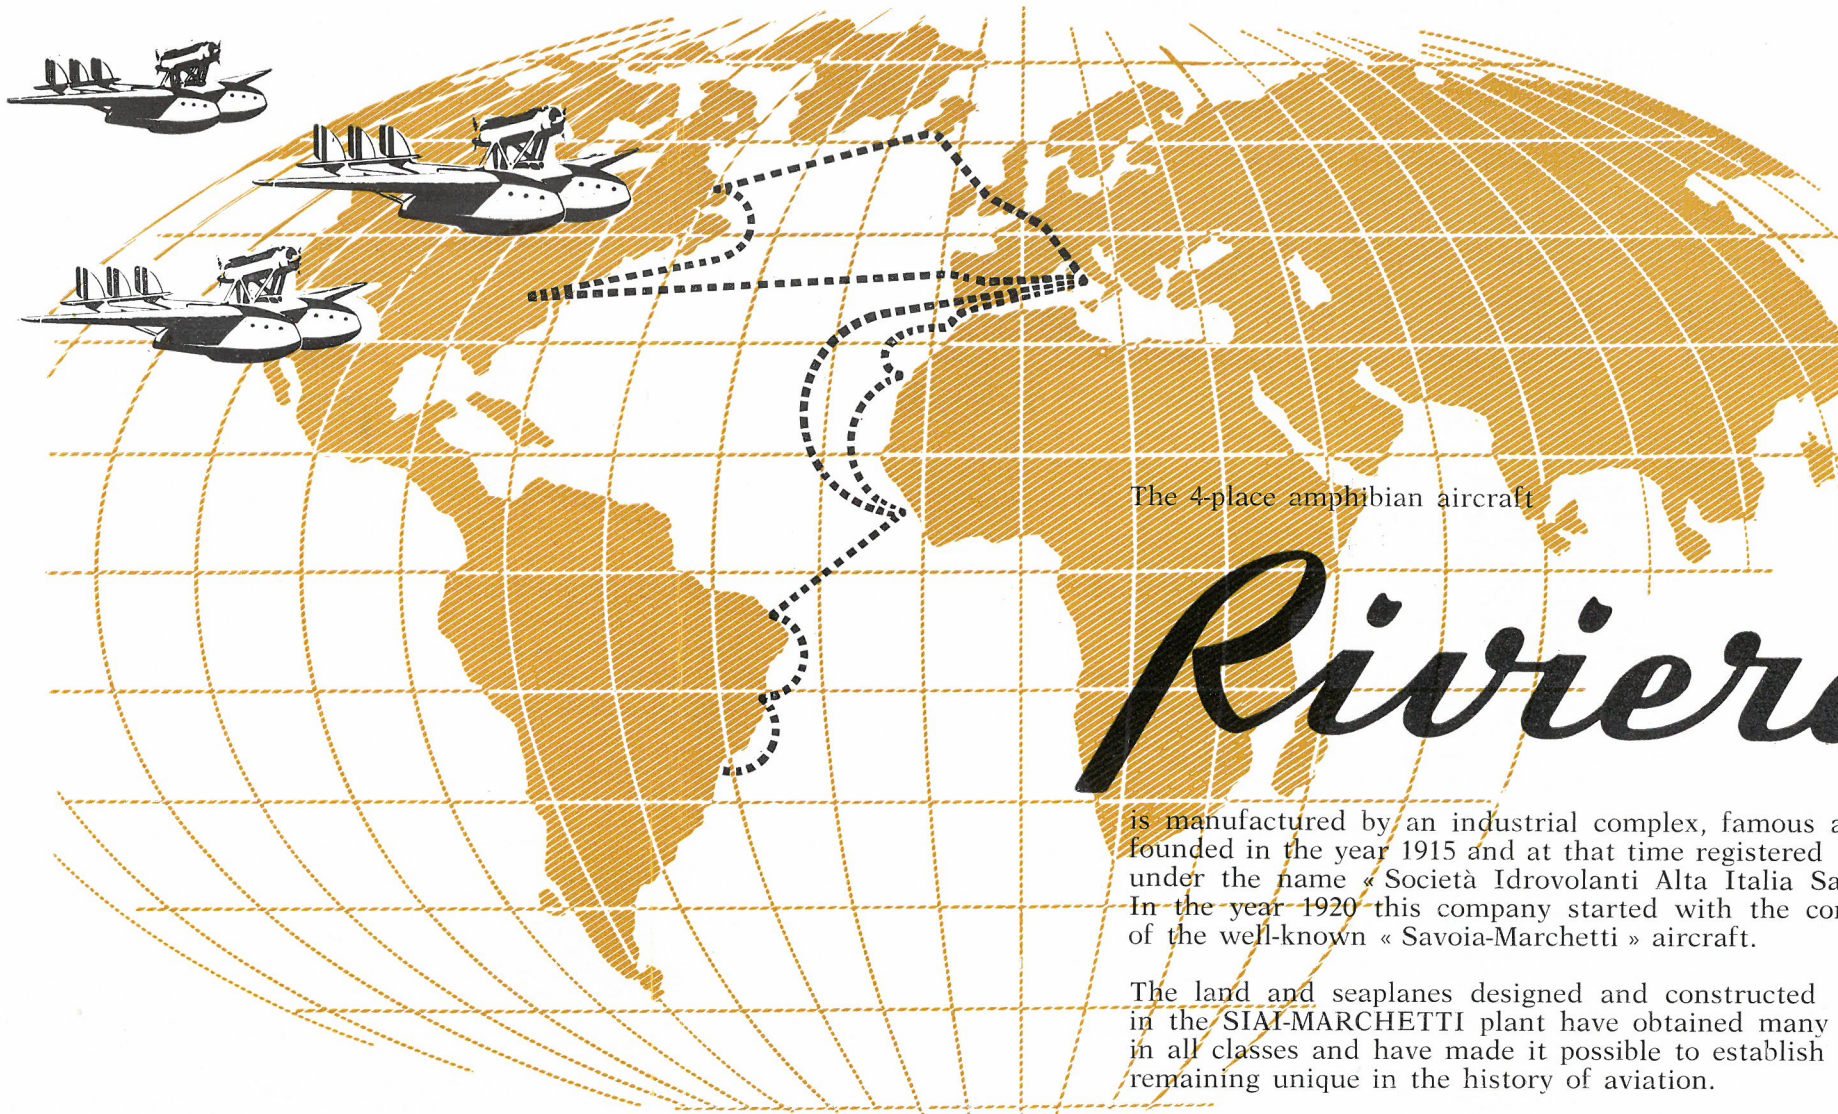 The 4-place amphibian aircraft
Riviera
is manufactured by an industrial complex, famous a
founded in the year 1915 and at that time registered
under the name « Società Idrovolanti Alta Italia Sa
In the year 1920 this company started with the con
of the well-known « Savoia-Marchetti » aircraft.
The land and seaplanes designed and constructed
in the SIAI-MARCHETTI plant have obtained many
in all classes and have made it possible to establish
remaining unique in the history of aviation.